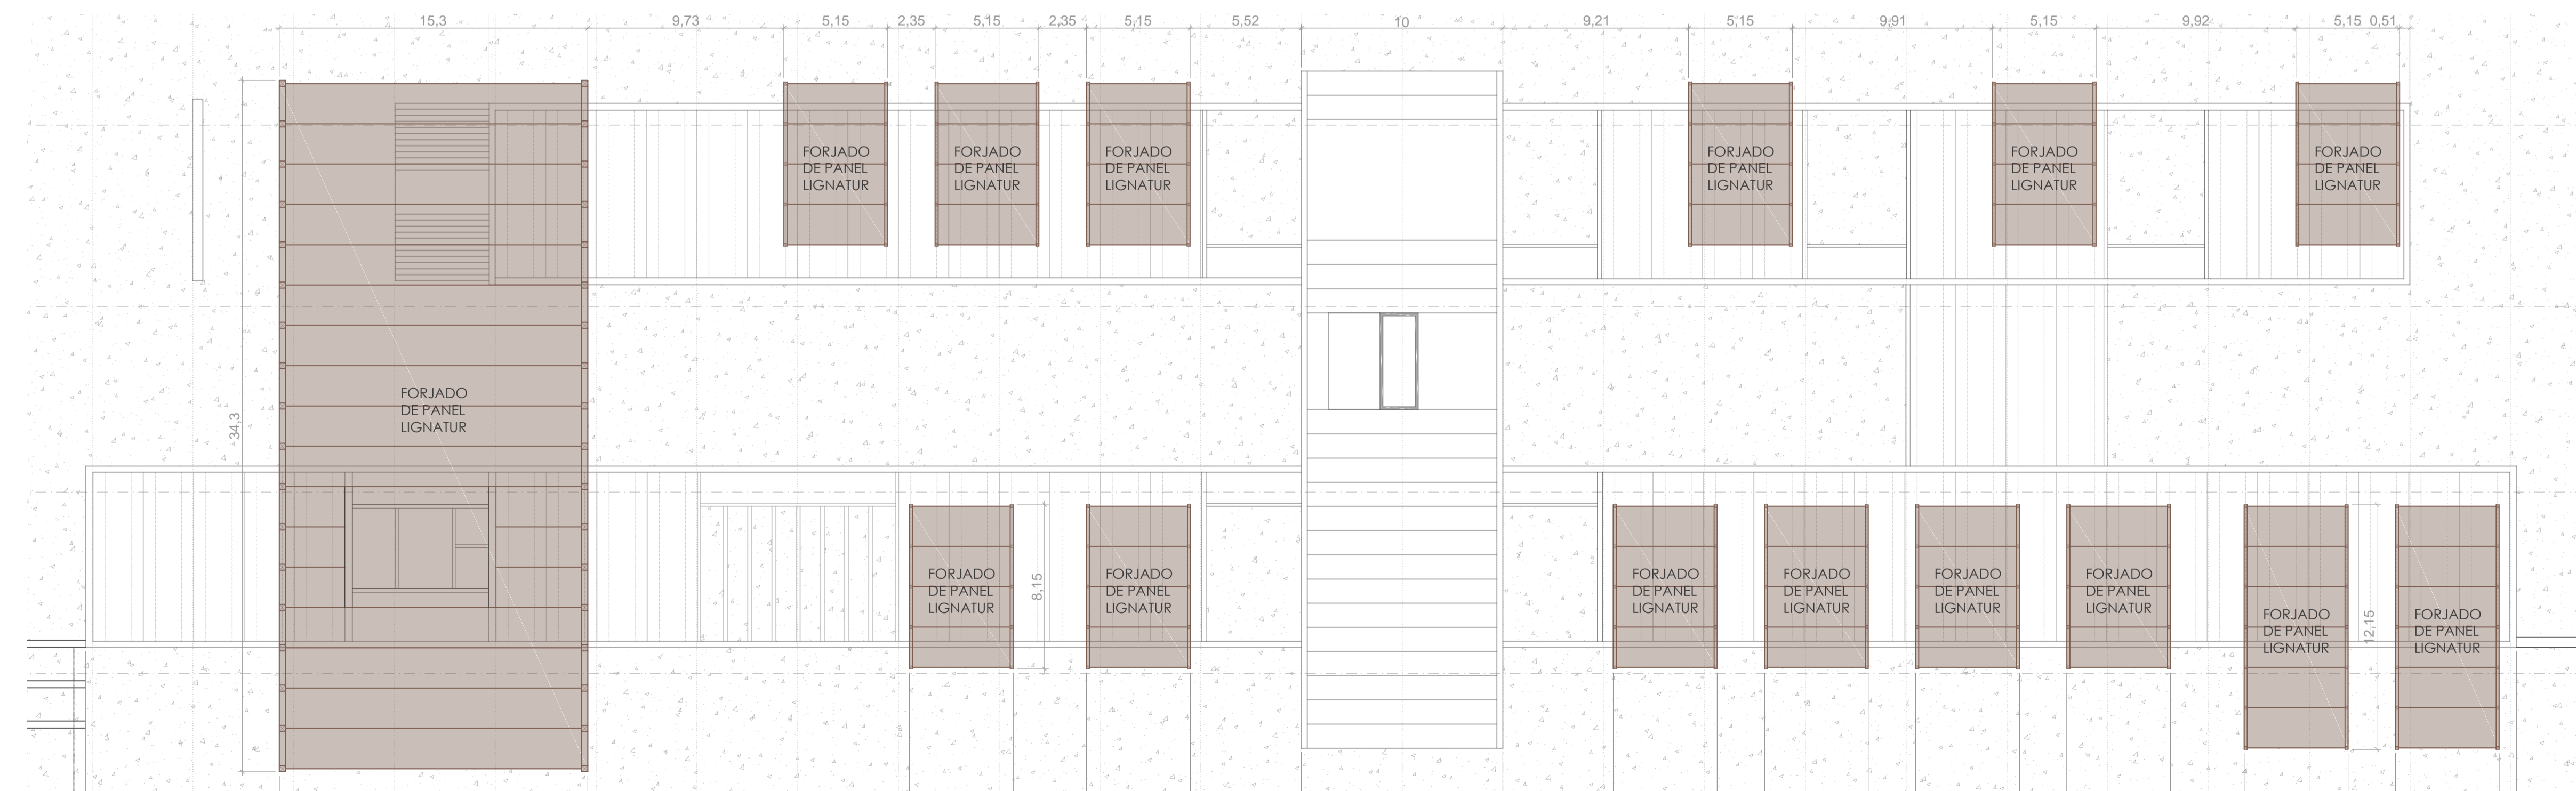 15,3 9,73 5,15 2,35 5,15 2,35 5,15 5,52 10 9,21 5,15 9,91 5,15 9,92 5,15 0,51
FORJADO
DE PANEL
LIGNATUR
FORJADO
DE PANEL
LIGNATUR
FORJADO
DE PANEL
LIGNATUR
FORJADO
DE PANEL
LIGNATUR
FORJADO
DE PANEL
LIGNATUR
FORJADO
DE PANEL
LIGNATUR
34,3
FORJADO
DE PANEL
LIGNATUR
FORJADO
DE PANEL
LIGNATUR
8,15
FORJADO
DE PANEL
LIGNATUR
FORJADO
DE PANEL
LIGNATUR
FORJADO
DE PANEL
LIGNATUR
FORJADO
DE PANEL
LIGNATUR
FORJADO
DE PANEL
LIGNATUR
FORJADO
DE PANEL
LIGNATUR
12,15
FORJADO
DE PANEL
LIGNATUR